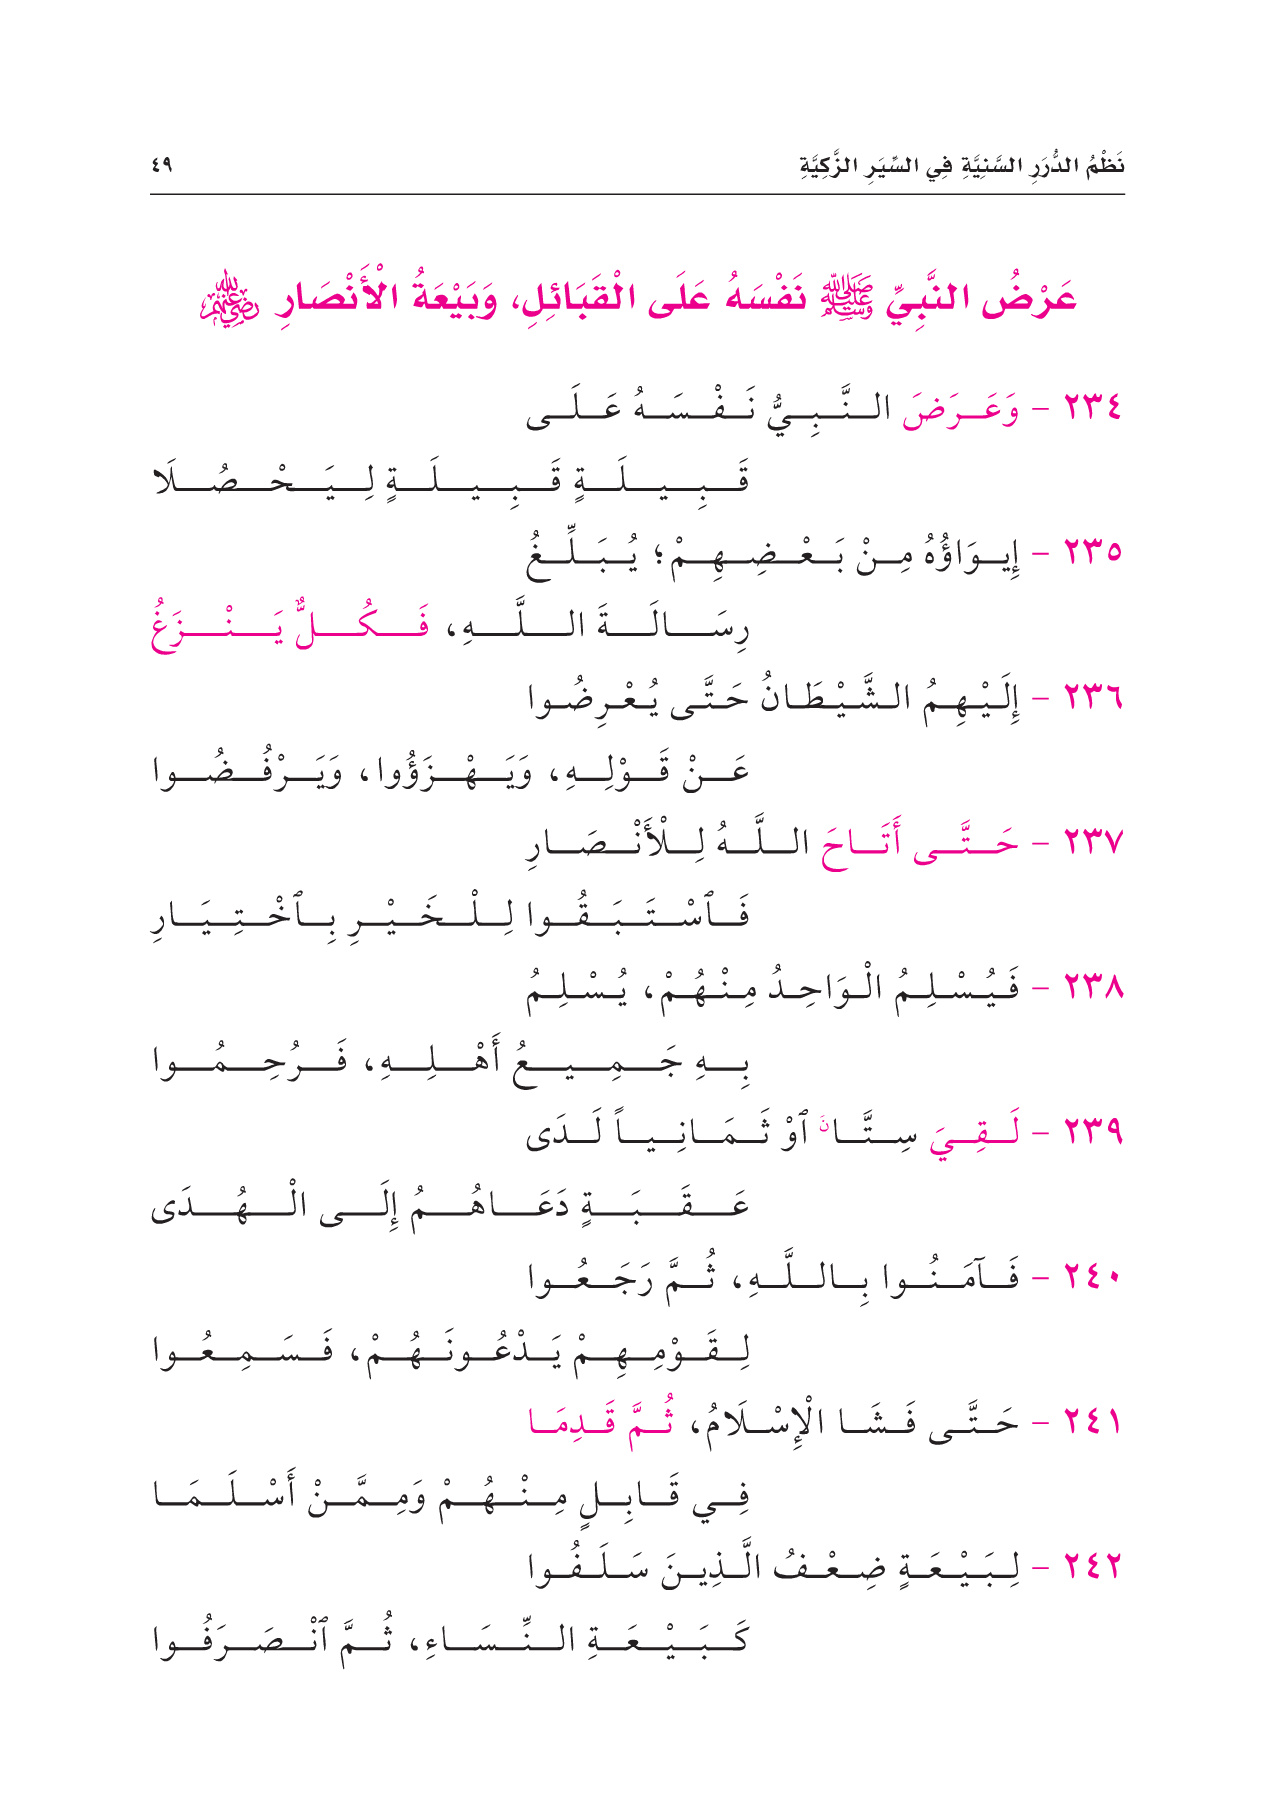 نَظْمُ الدُّرَرِ السَّنِيَّةِ فِي السِّيَرِ الزَّكِيَّةِ ٤٩
عَرْضُ النَّبِيِّ ﷺ نَفْسَهُ عَلَى الْقَبَائِلِ، وَبَيْعَةُ الْأَنْصَارِ رضي الله عنهم
٢٣٤ - وَعَرَضَ النَّبِيُّ نَفْسَهُ عَلَى
قَبِيلَةٍ قَبِيلَةٍ لِيَحْصُلَا
٢٣٥ - إِيوَاؤُهُ مِنْ بَعْضِهِمْ؛ يُبَلِّغُ
رِسَالَةَ اللَّهِ، فَكُلٌّ يَنْزَغُ
٢٣٦ - إِلَيْهِمُ الشَّيْطَانُ حَتَّى يُعْرِضُوا
عَنْ قَوْلِهِ، وَيَهْزَؤُوا، وَيَرْفُضُوا
٢٣٧ - حَتَّى أَتَاحَ اللَّهُ لِلْأَنْصَارِ
فَٱسْتَبَقُوا لِلْخَيْرِ بِٱخْتِيَارِ
٢٣٨ - فَيُسْلِمُ الْوَاحِدُ مِنْهُمْ، يُسْلِمُ
بِهِ جَمِيعُ أَهْلِهِ، فَرُحِمُوا
٢٣٩ - لَقِيَ سِتَّا نَ ٱوْ ثَمَانِياً لَدَى
عَقَبَةٍ دَعَاهُمُ إِلَى الْهُدَى
٢٤٠ - فَآمَنُوا بِاللَّهِ، ثُمَّ رَجَعُوا
لِقَوْمِهِمْ يَدْعُونَهُمْ، فَسَمِعُوا
٢٤١ - حَتَّى فَشَا الْإِسْلَامُ، ثُمَّ قَدِمَا
فِي قَابِلٍ مِنْهُمْ وَمِمَّنْ أَسْلَمَا
٢٤٢ - لِبَيْعَةٍ ضِعْفُ الَّذِينَ سَلَفُوا
كَبَيْعَةِ النِّسَاءِ، ثُمَّ ٱنْصَرَفُوا